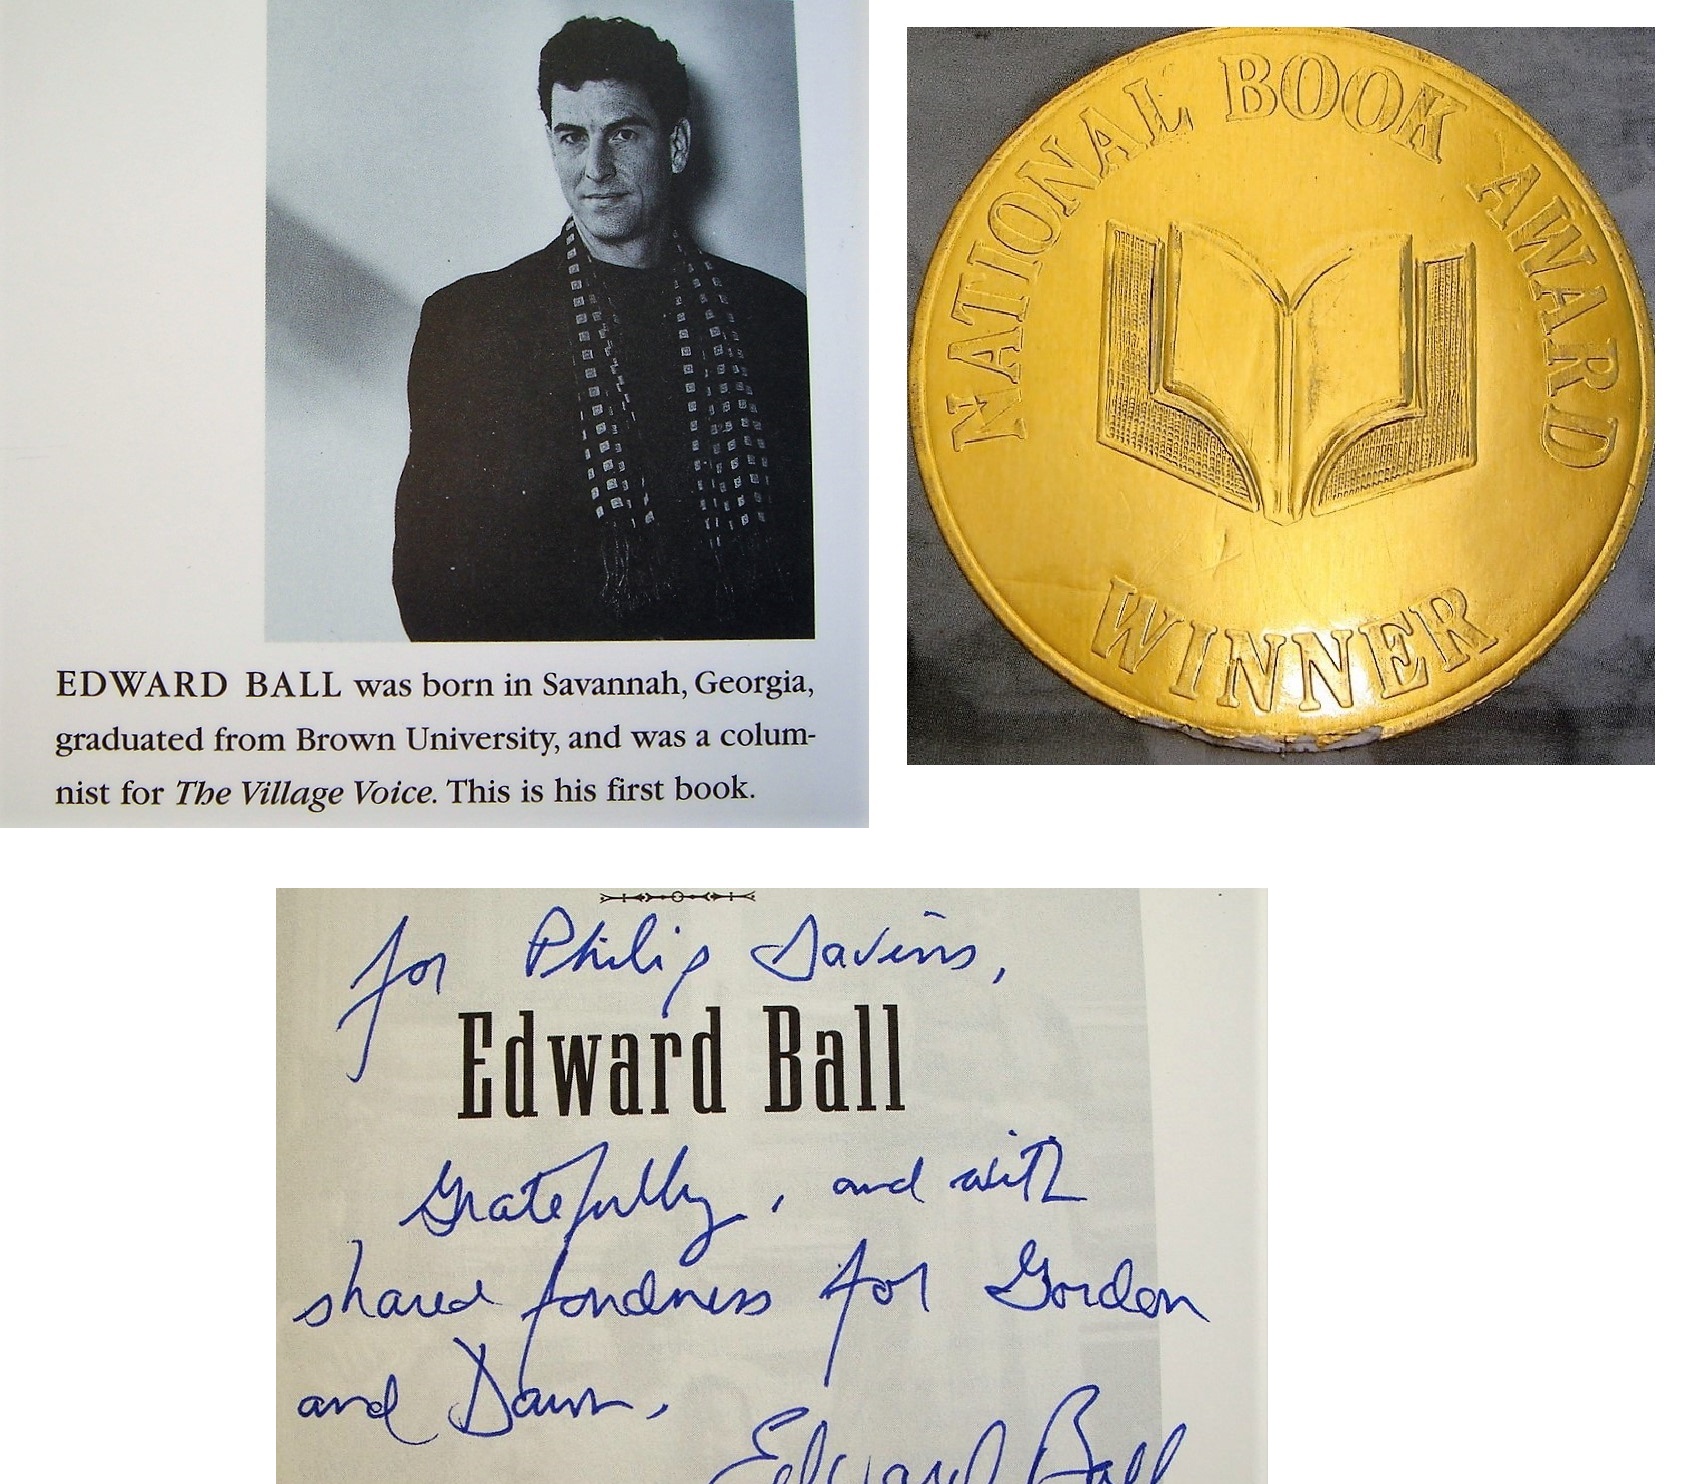 EDWARD BALL was born in Savannah, Georgia,
graduated from Brown University, and was a colum-
nist for The Village Voice. This is his first book.
NATIONAL BOOK AWARD
WINNER
for Philip
Edward Ball
Gratefully, and with
shared fondness for Gordon
and Dawn.
Edward Ball